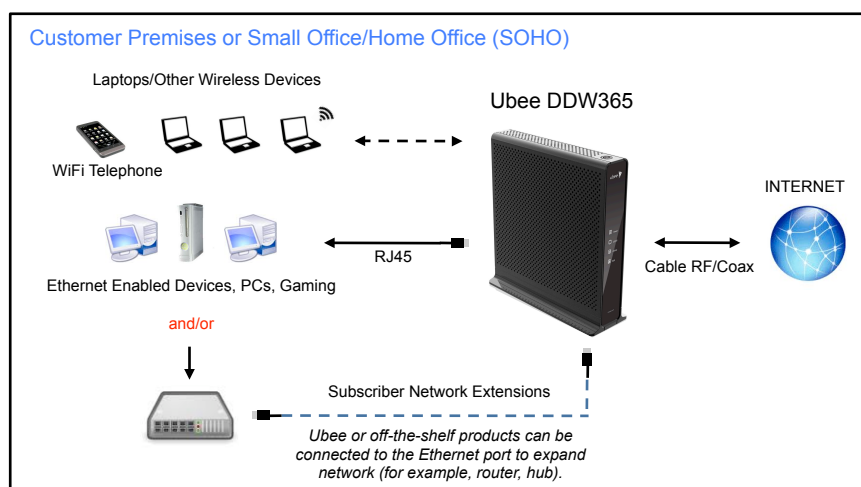 Customer Premises or Small Office/Home Office (SOHO)
Laptops/Other Wireless Devices
Ubee DDW365
WiFi Telephone
INTERNET
RJ45
Cable RF/Coax
Ethernet Enabled Devices, PCs, Gaming
and/or
Subscriber Network Extensions
Ubee or off-the-shelf products can be
connected to the Ethernet port to expand
network (for example, router, hub).